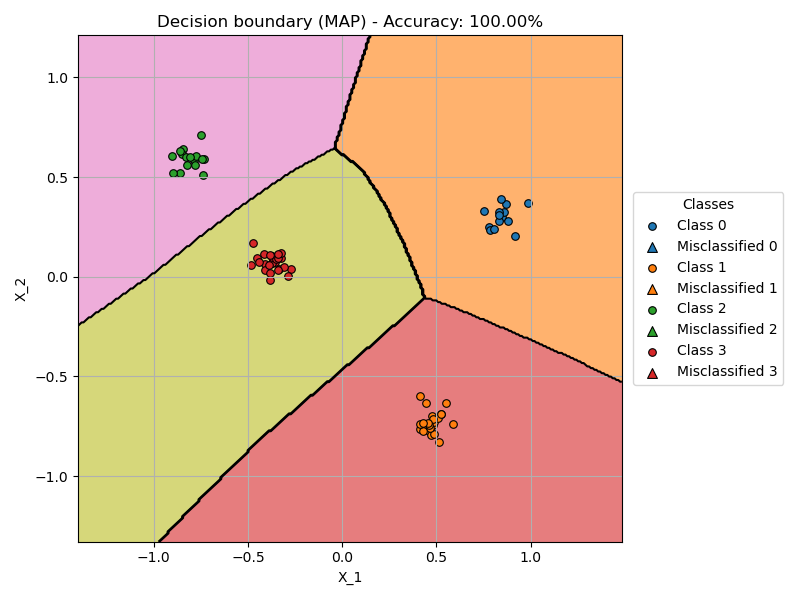 Decision boundary (MAP) - Accuracy: 100.00%
X_2
1.0
0.5
0.0
−0.5
−1.0
−1.0
−0.5
0.0
0.5
1.0
X_1
Classes
Class 0
Misclassified 0
Class 1
Misclassified 1
Class 2
Misclassified 2
Class 3
Misclassified 3